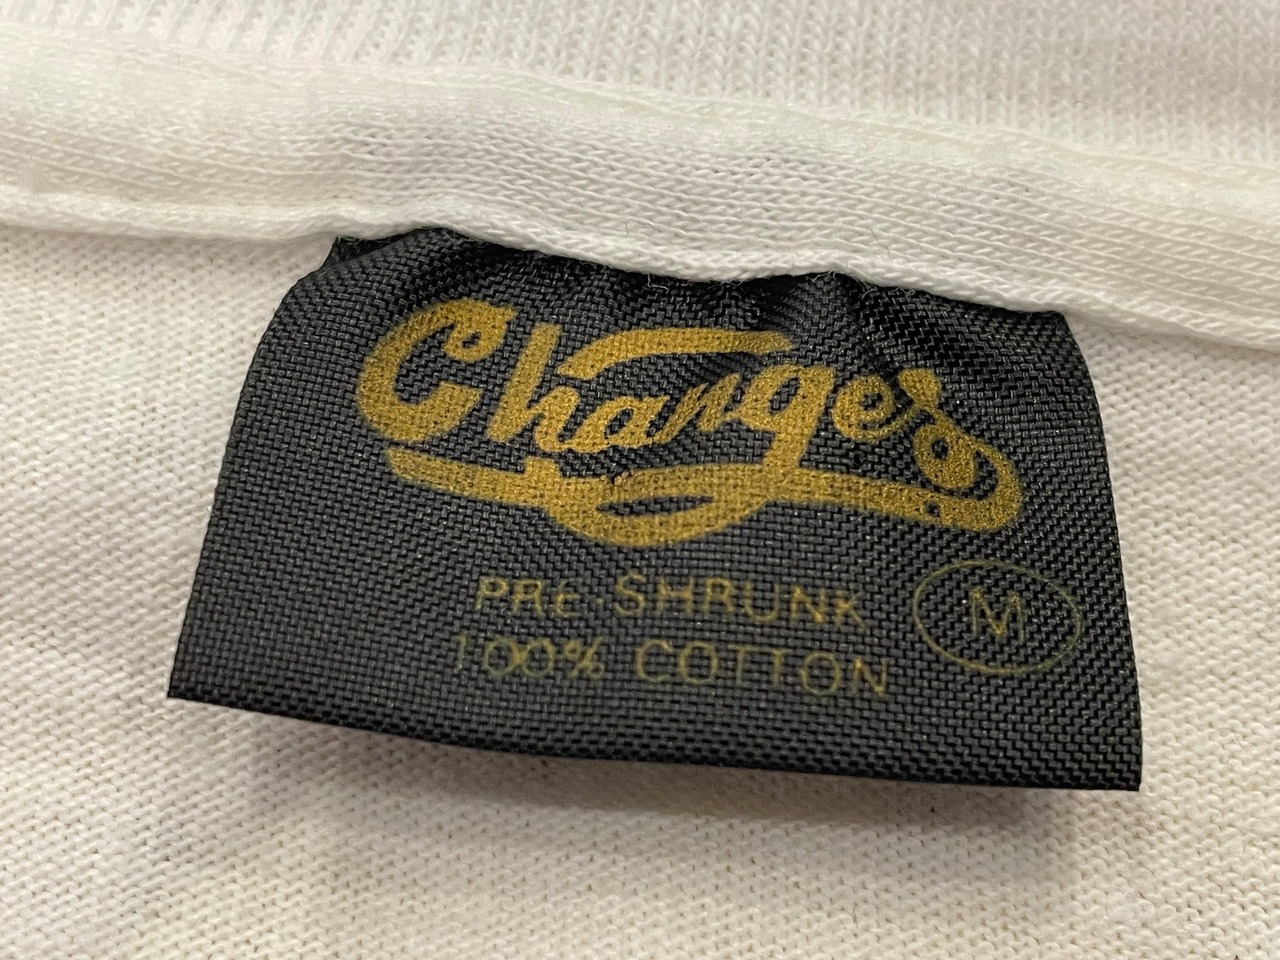 Changes
PRE-SHRUNK
100% COTTON
M